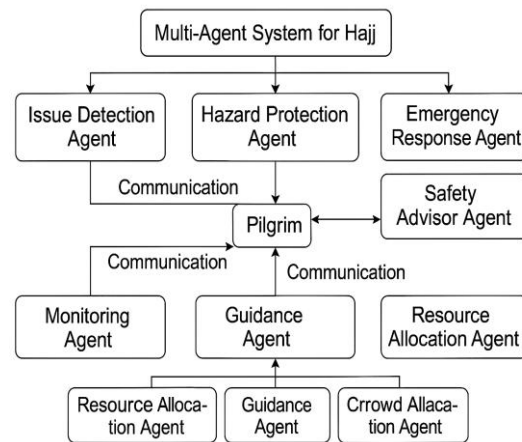 Multi-Agent System for Hajj
Issue Detection
Agent
Hazard Protection
Agent
Emergency
Response Agent
Communication
Safety
Advisor Agent
Pilgrim
Communication
Communication
Monitoring
Agent
Guidance
Agent
Resource
Allocation Agent
Resource Alloca-
tion Agent
Guidance
Agent
Crrowd Allaca-
tion Agent